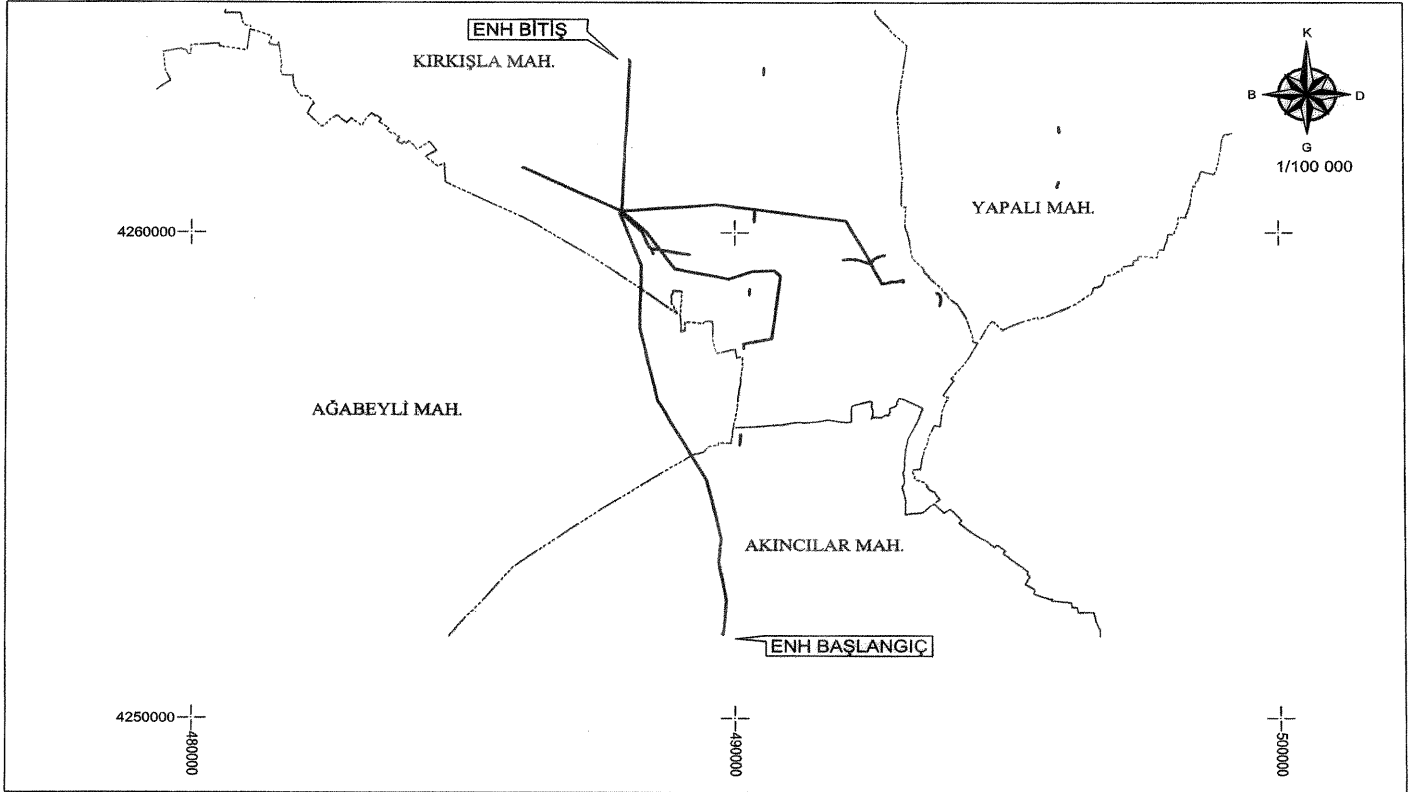 ENH BİTİŞ
KIRKIŞLA MAH.
K
B
D
G
1/100 000
YAPALI MAH.
4260000
AĞABEYLİ MAH.
AKINCILAR MAH.
ENH BAŞLANGIÇ
4250000
480000
490000
500000